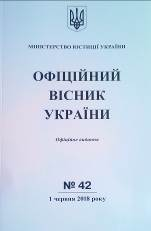 МІНІСТЕРСТВО ЮСТИЦІЇ УКРАЇНИ
ОФІЦІЙНИЙ
ВІСНИК
УКРАЇНИ
Офіційне видання
№ 42
1 червня 2018 року